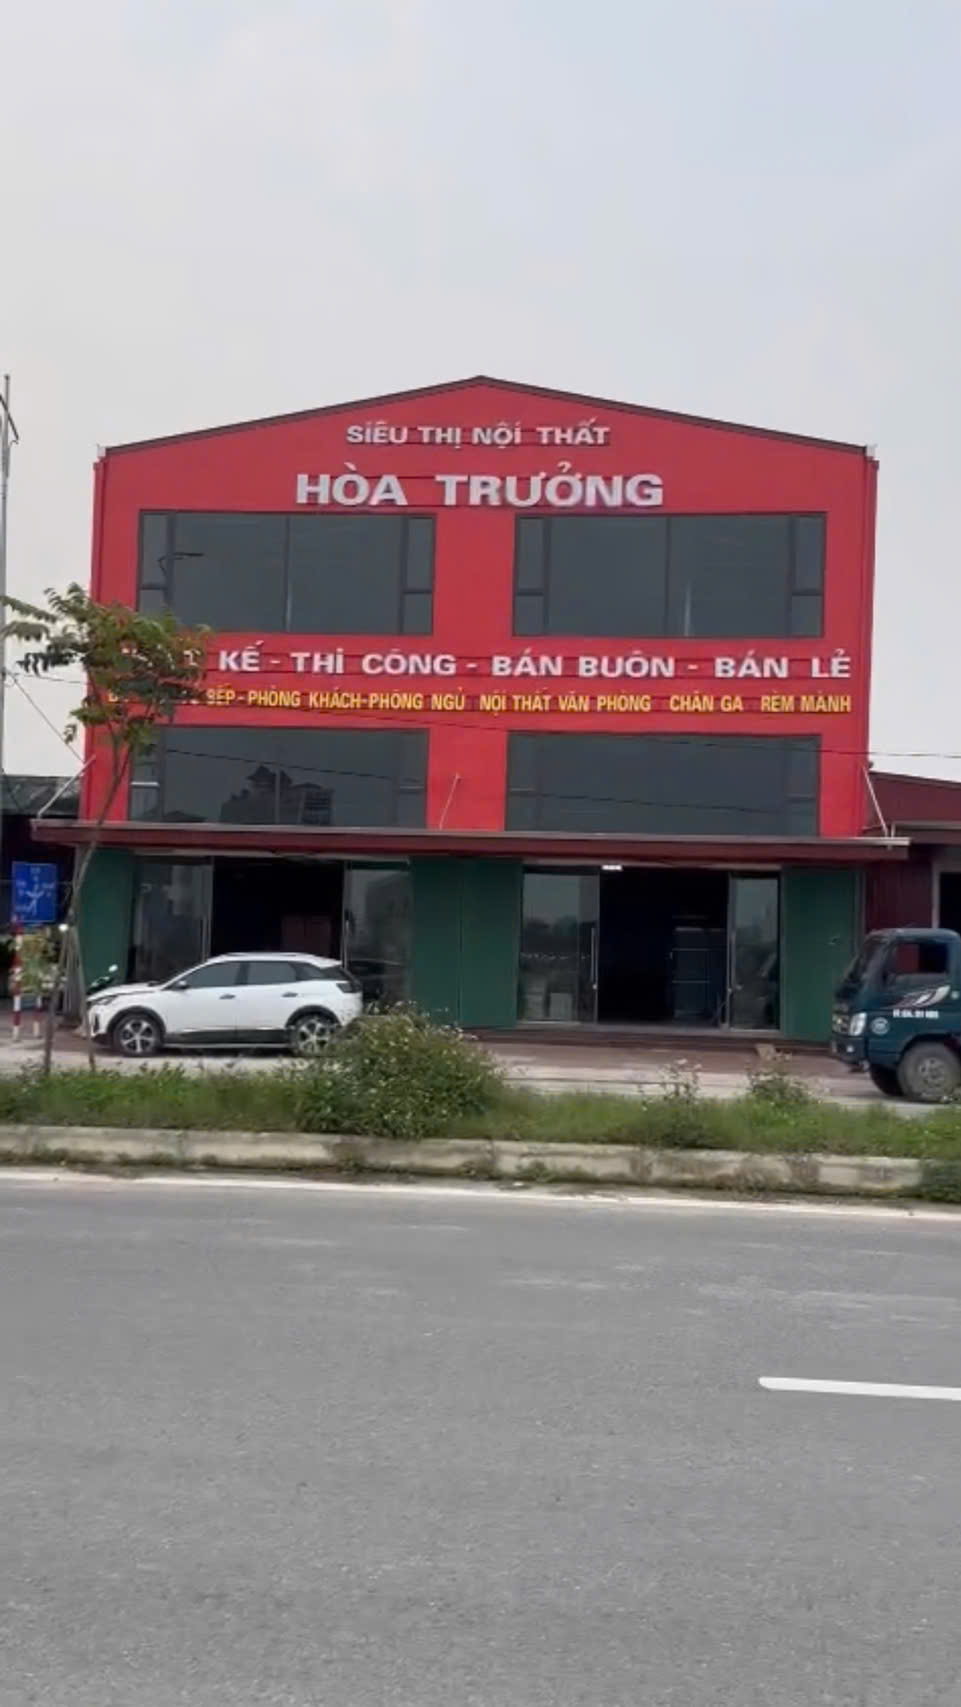 SIÊU THỊ NỘI THẤT
HÒA TRƯỞNG
KẾ - THI CÔNG - BÁN BUÔN - BÁN LẺ
BẾP - PHÒNG KHÁCH - PHÒNG NGỦ NỘI THẤT VĂN PHÒNG CHĂN GA RÈM MÀNH